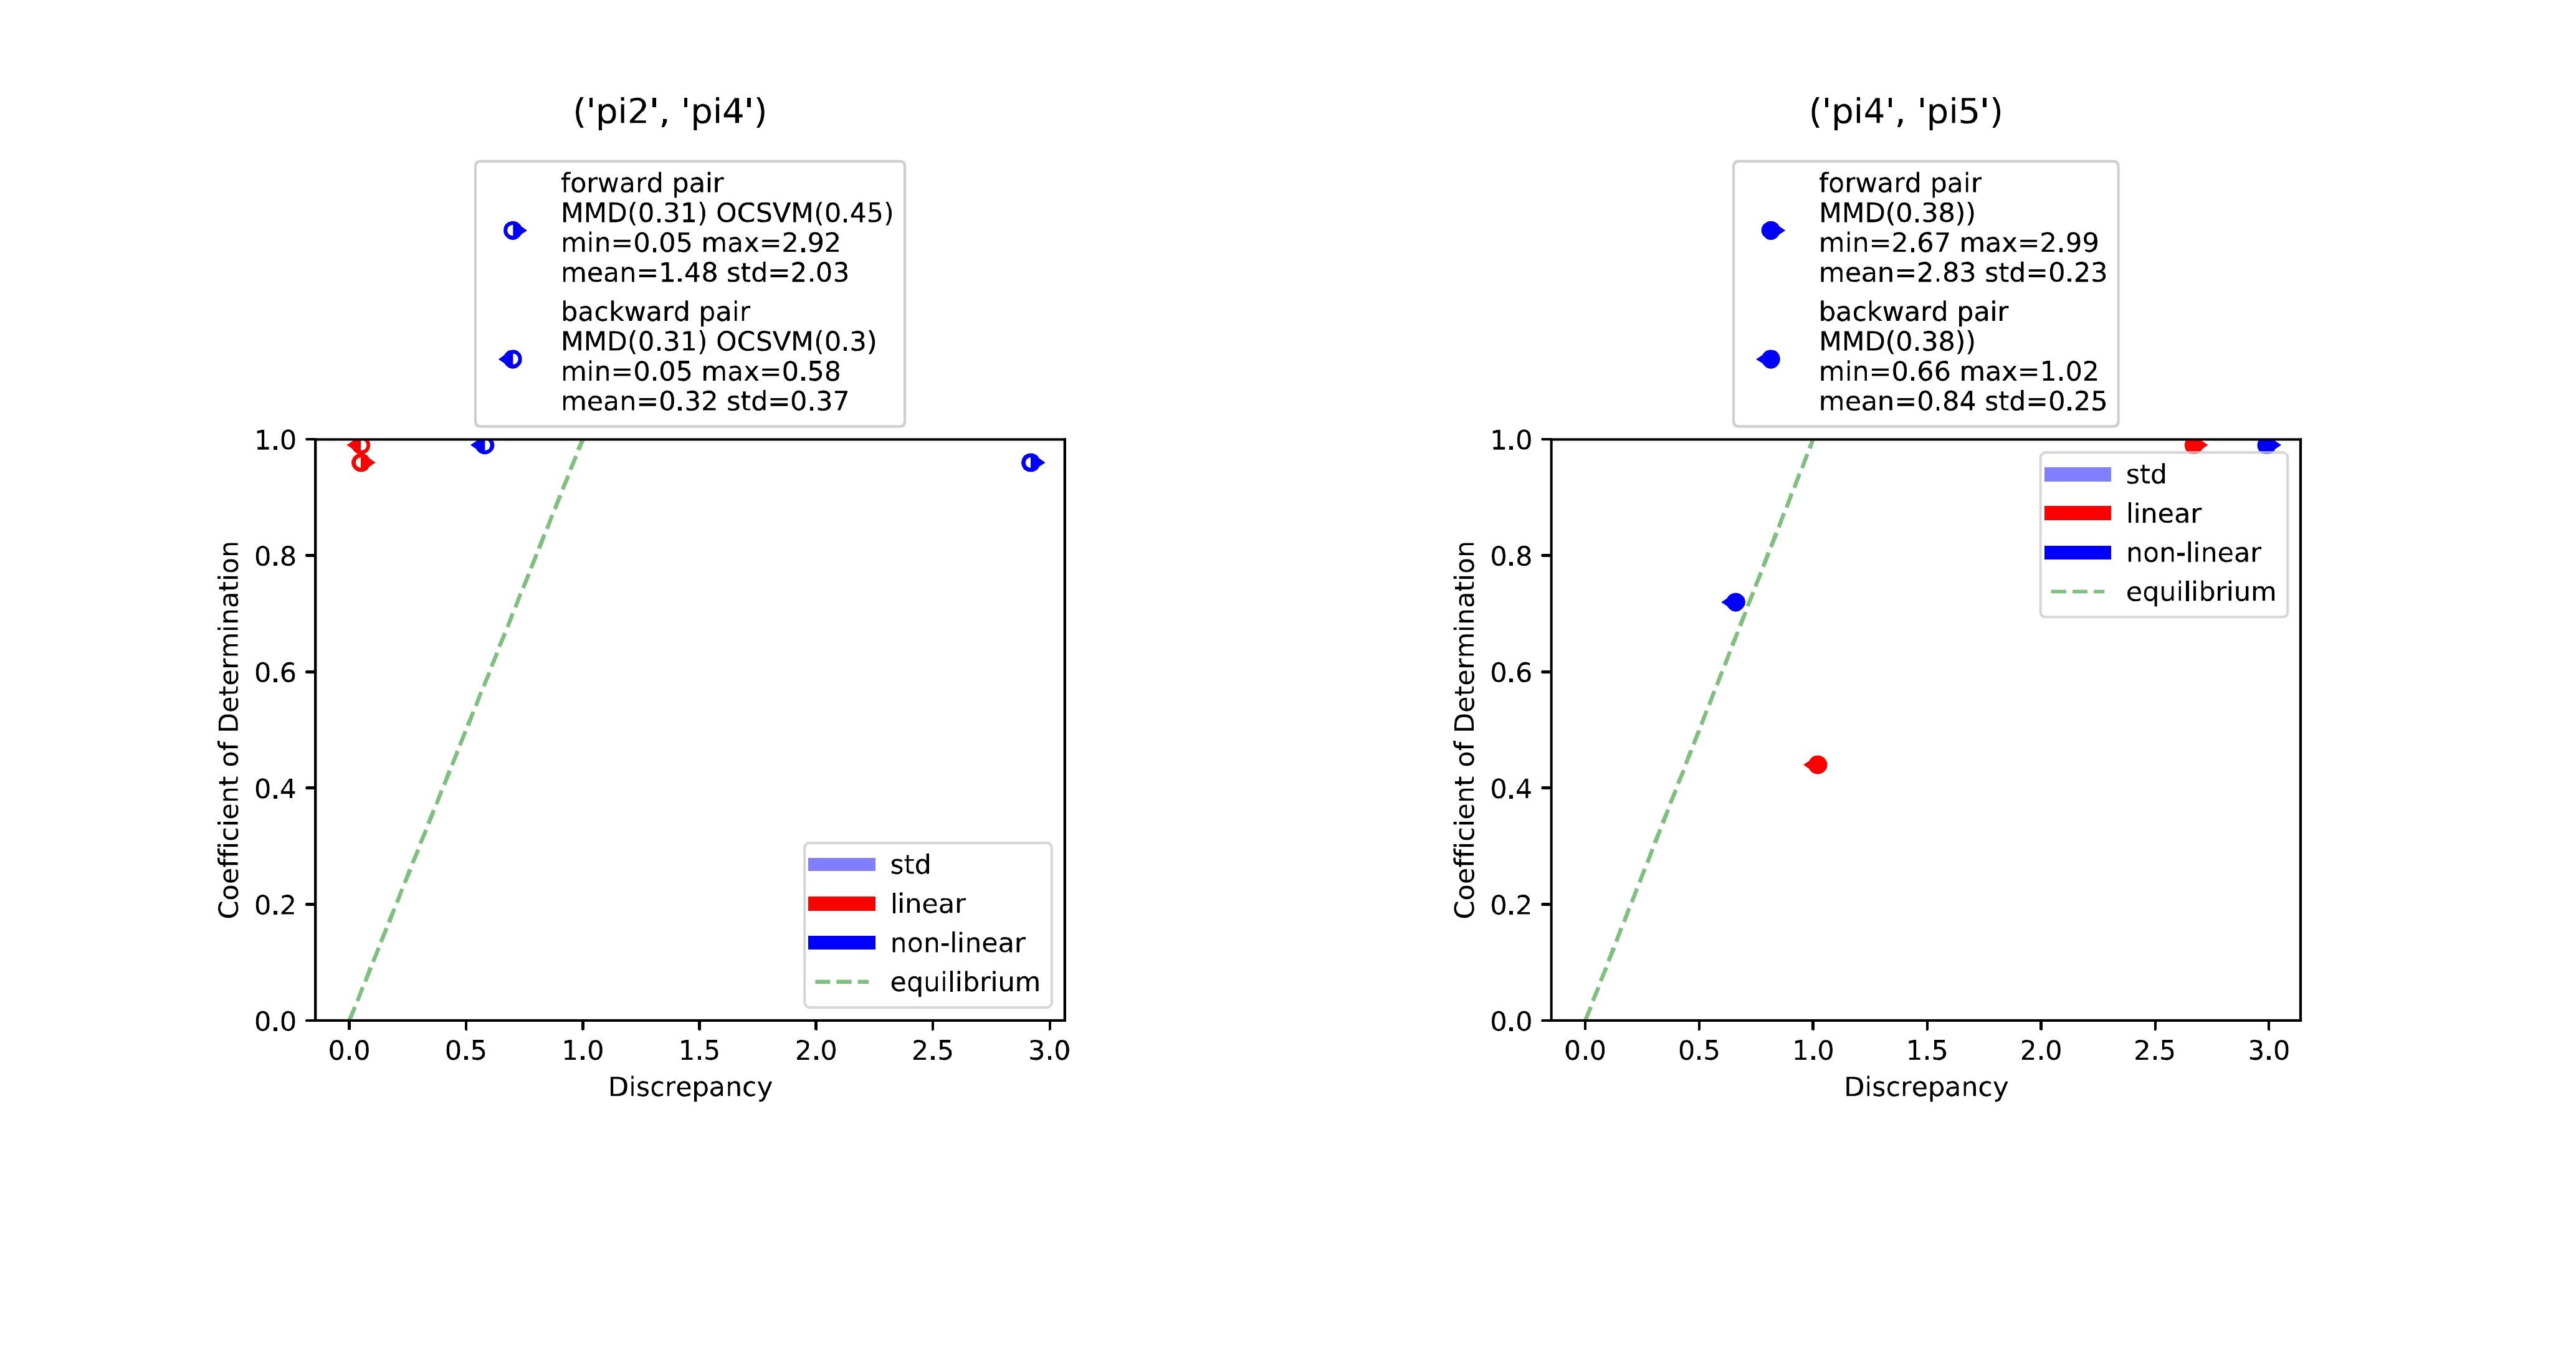 ('pi2', 'pi4')
forward pair
MMD(0.31) OCSVM(0.45)
min=0.05 max=2.92
mean=1.48 std=2.03
backward pair
MMD(0.31) OCSVM(0.3)
min=0.05 max=0.58
mean=0.32 std=0.37
1.0
0.8
0.6
0.4
0.2
0.0
Coefficient of Determination
std
linear
non-linear
equilibrium
0.0 0.5 1.0 1.5 2.0 2.5 3.0
Discrepancy
('pi4', 'pi5')
forward pair
MMD(0.38))
min=2.67 max=2.99
mean=2.83 std=0.23
backward pair
MMD(0.38))
min=0.66 max=1.02
mean=0.84 std=0.25
1.0
0.8
0.6
0.4
0.2
0.0
Coefficient of Determination
std
linear
non-linear
equilibrium
0.0 0.5 1.0 1.5 2.0 2.5 3.0
Discrepancy